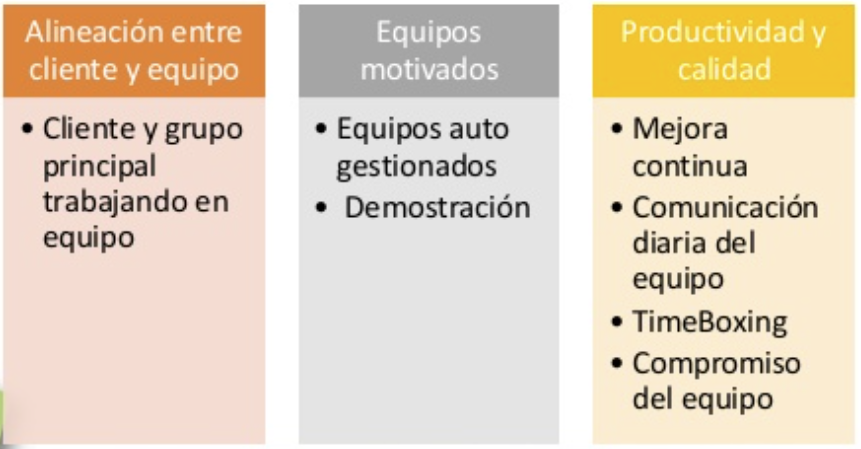 Alineación entre
cliente y equipo
• Cliente y grupo
principal
trabajando en
equipo
Equipos
motivados
• Equipos auto
gestionados
• Demostración
Productividad y
calidad
• Mejora
continua
• Comunicación
diaria del
equipo
• TimeBoxing
• Compromiso
del equipo